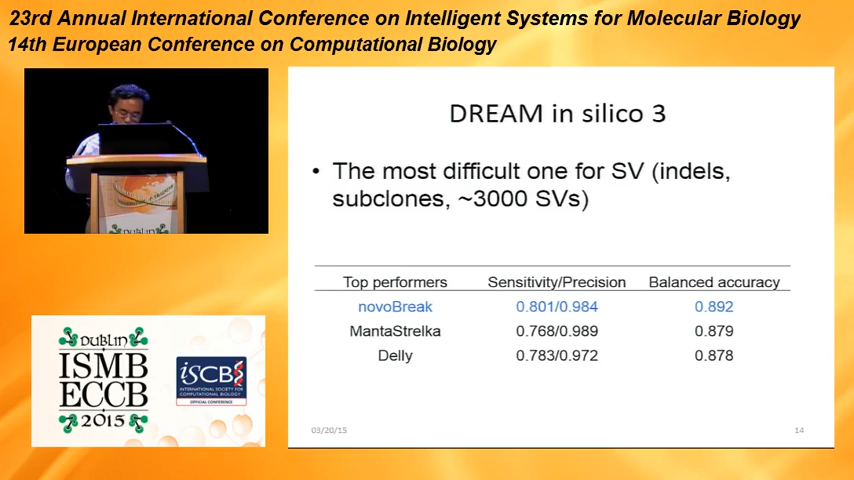 23rd Annual International Conference on Intelligent Systems for Molecular Biology
14th European Conference on Computational Biology
DREAM in silico 3
• The most difficult one for SV (indels,
subclones, ~3000 SVs)
Top performers Sensitivity/Precision Balanced accuracy
novoBreak 0.801/0.984 0.892
MantaStrelka 0.768/0.989 0.879
Delly 0.783/0.972 0.878
03/20/15 14
DUBLIN
ISMB
ECCB
2015
ISCB
INTERNATIONAL SOCIETY FOR
COMPUTATIONAL BIOLOGY
OFFICIAL CONFERENCE
DUBLIN